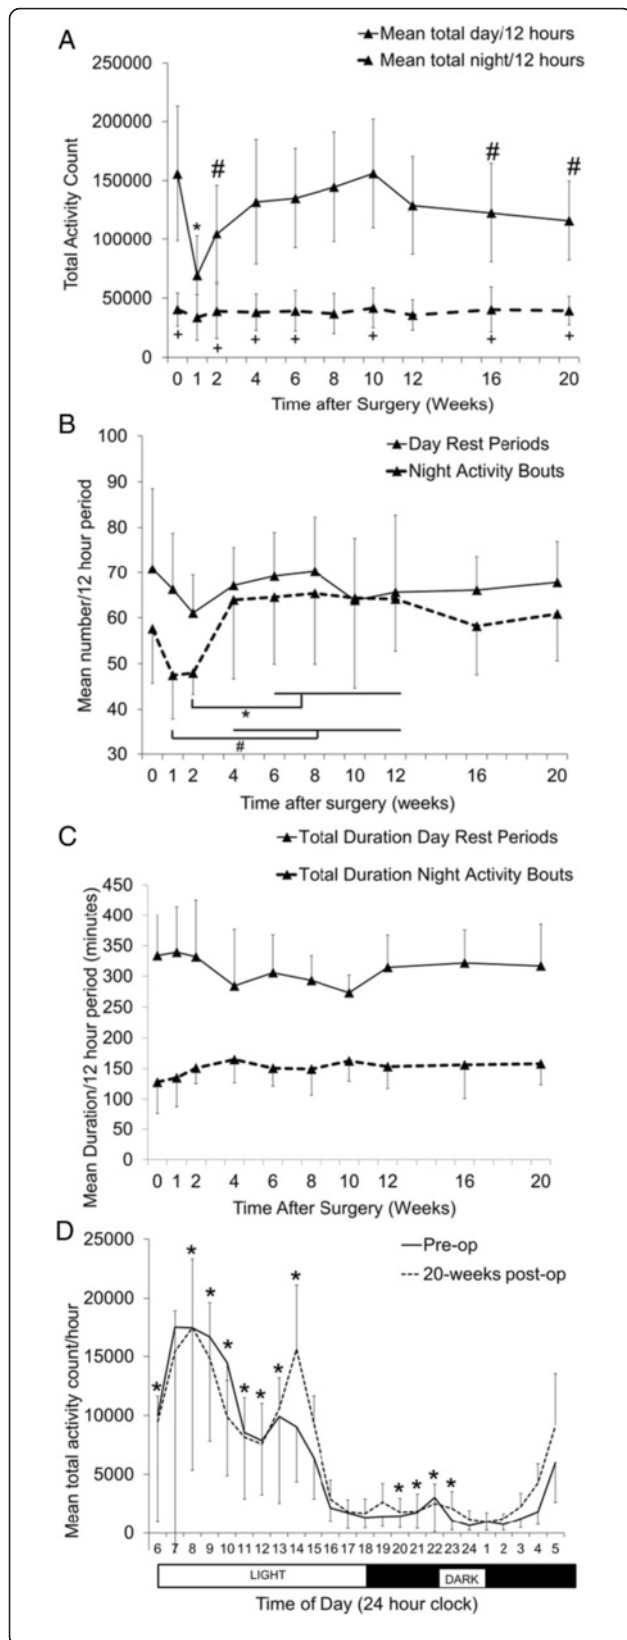 A
Mean total day/12 hours
Mean total night/12 hours
250000
200000
150000
100000
50000
0
Total Activity Count
*
#
#
#
+ + + + + + +
0 1 2 4 6 8 10 12 16 20
Time after Surgery (Weeks)
B
Day Rest Periods
Night Activity Bouts
100
90
80
70
60
50
40
30
Mean number/12 hour period
*
#
0 1 2 4 6 8 10 12 16 20
Time after surgery (weeks)
C
Total Duration Day Rest Periods
Total Duration Night Activity Bouts
450
400
350
300
250
200
150
100
50
0
Mean Duration/12 hour period (minutes)
0 1 2 4 6 8 10 12 16 20
Time After Surgery (Weeks)
D
Pre-op
20-weeks post-op
25000
20000
15000
10000
5000
0
Mean total activity count/hour
* * * * * * * * * * * *
6 7 8 9 10 11 12 13 14 15 16 17 18 19 20 21 22 23 24 1 2 3 4 5
LIGHT
DARK
Time of Day (24 hour clock)